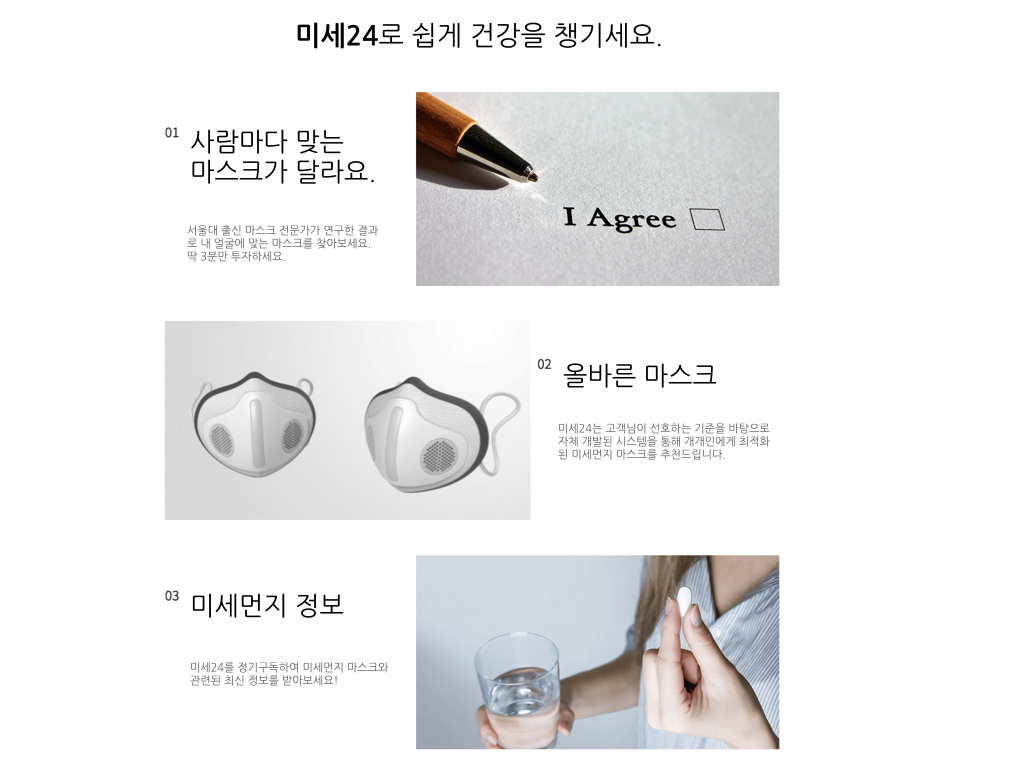 미세24로 쉽게 건강을 챙기세요.
01
사람마다 맞는
마스크가 달라요.
서울대 출신 마스크 전문가가 연구한 결과
로 내 얼굴에 맞는 마스크를 찾아보세요.
딱 3분만 투자하세요.
I Agree
02
올바른 마스크
미세24는 고객님이 선호하는 기준을 바탕으로
자체 개발된 시스템을 통해 개개인에게 최적화
된 미세먼지 마스크를 추천드립니다.
03
미세먼지 정보
미세24를 정기구독하여 미세먼지 마스크와
관련된 최신 정보를 받아보세요!